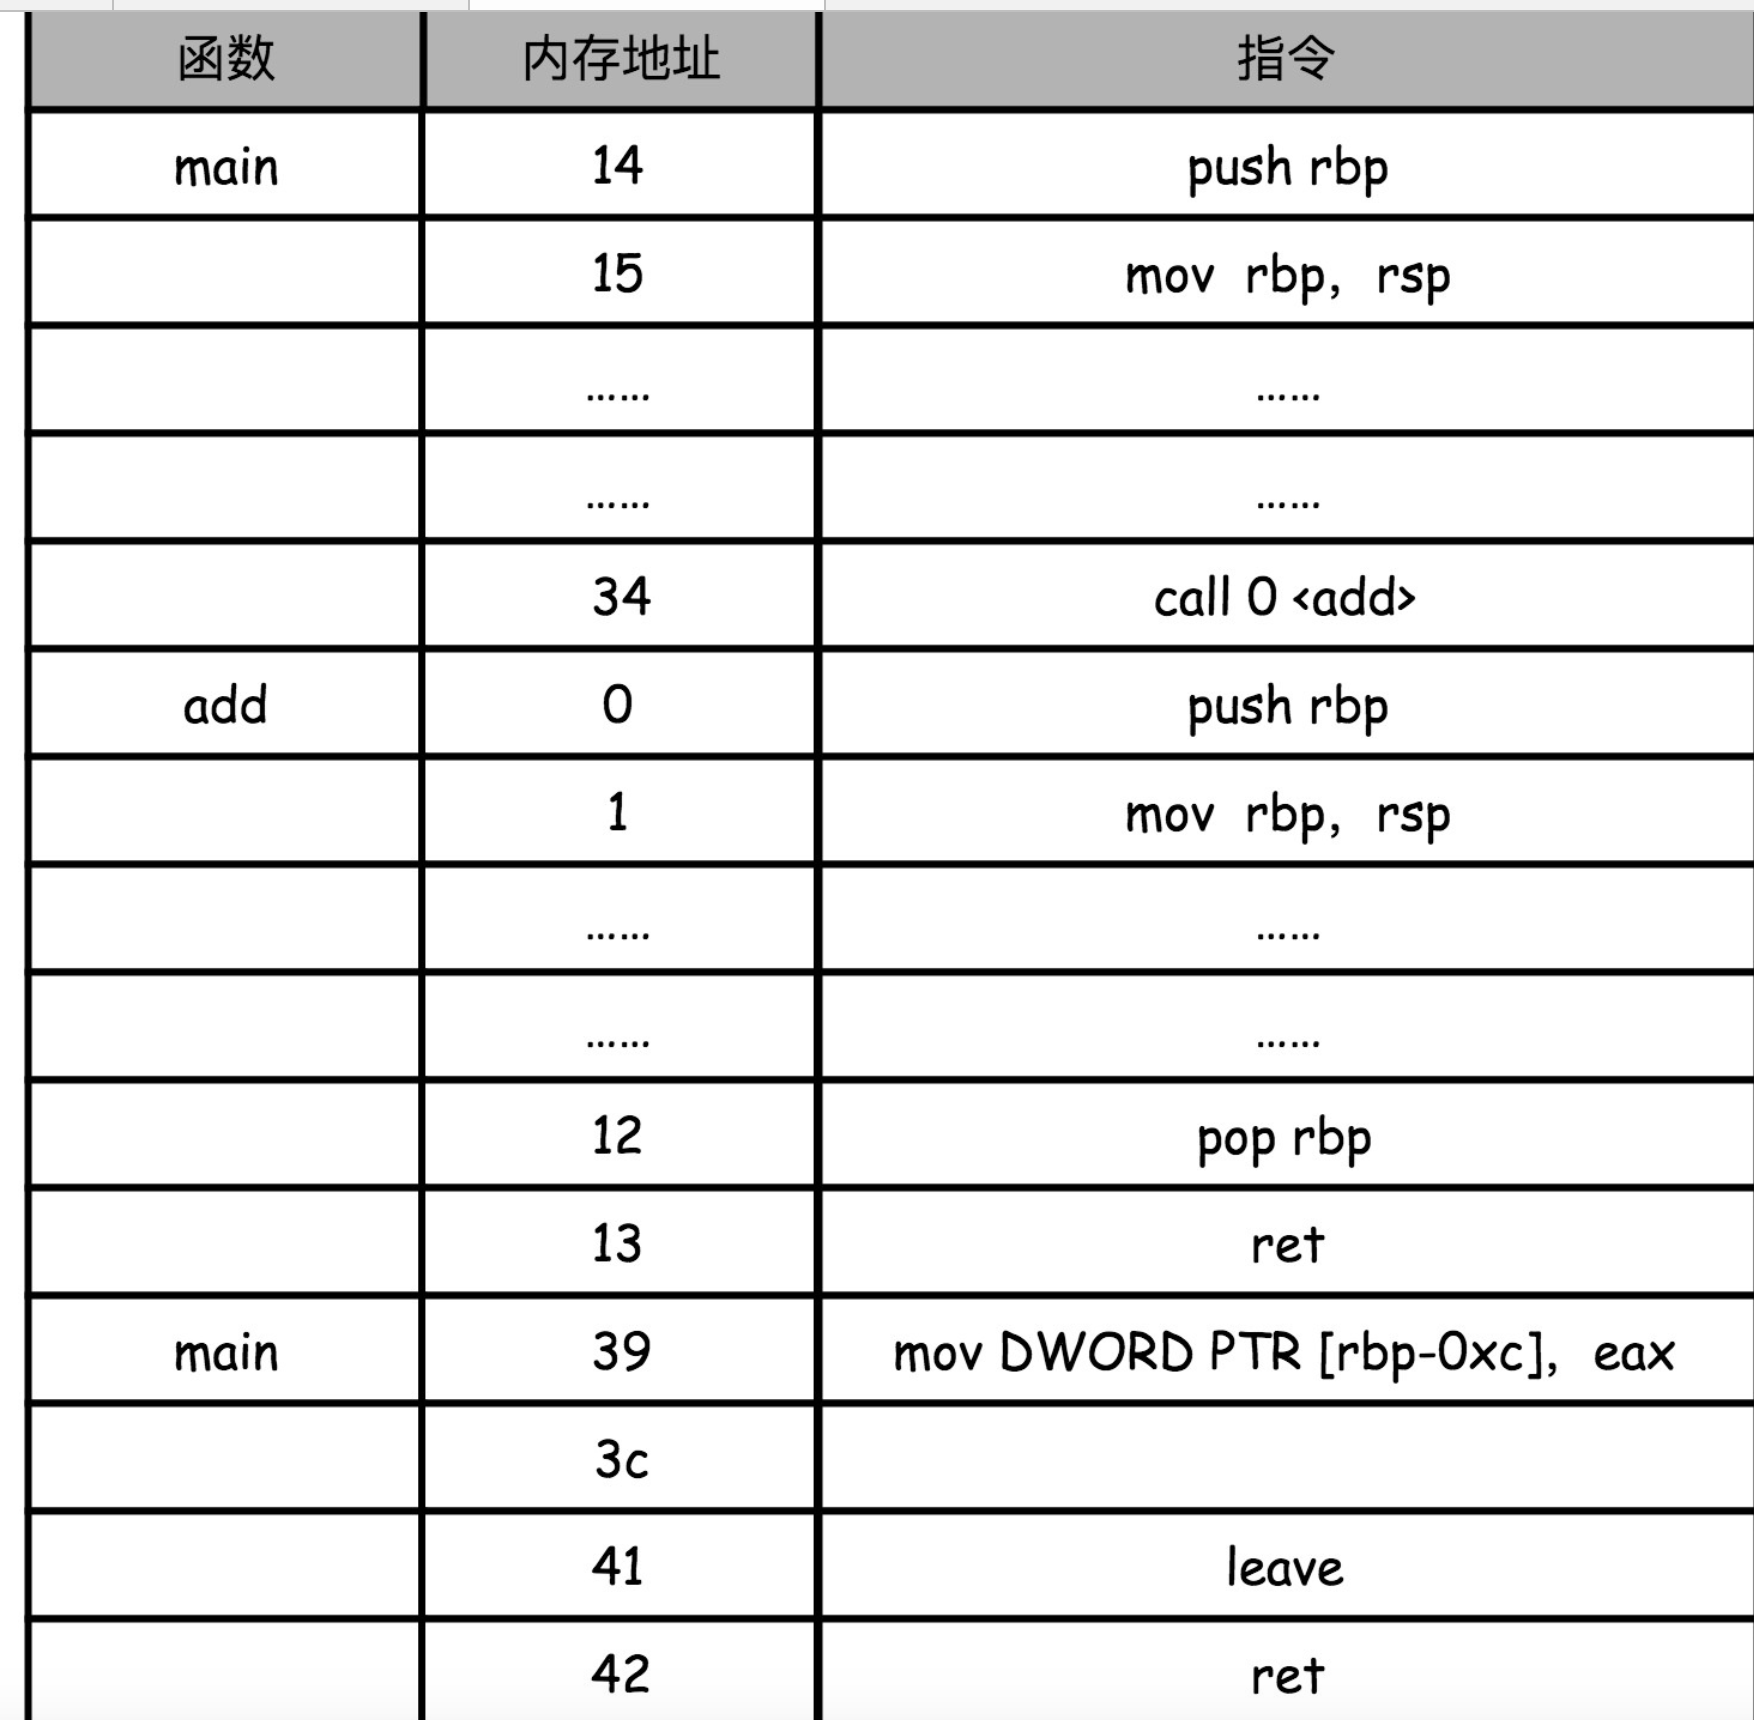 函数 内存地址 指令
main 14 push rbp
15 mov rbp, rsp
...... ......
...... ......
34 call 0 <add>
add 0 push rbp
1 mov rbp, rsp
...... ......
...... ......
12 pop rbp
13 ret
main 39 mov DWORD PTR [rbp-0xc], eax
3c
41 leave
42 ret